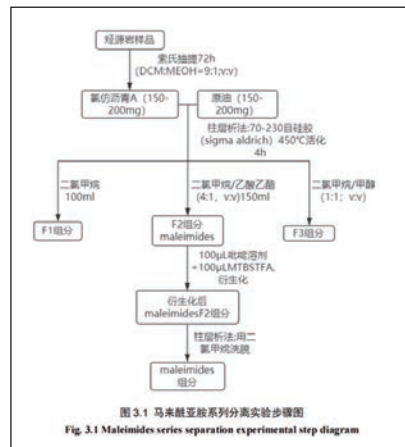 烃源岩样品
索氏抽提72h
(DCM:MEOH=9:1;v:v)
氯仿沥青A（150-
200mg）
原油（150-
200mg）
柱层析法:70-230目硅胶
(sigma aldrich) 450℃活化
4h
二氯甲烷
100ml
二氯甲烷/乙酸乙酯
(4:1，v:v)150ml
二氯甲烷/甲醇
(1:1；v:v)
F1组分
F2组分
maleimides
F3组分
100μL吡啶溶剂
+100μLMTBSTFA,
衍生化
衍生化后
maleimidesF2组分
柱层析法;用二
氯甲烷洗脱
maleimides
组分
图 3.1 马来酰亚胺系列分离实验步骤图
Fig. 3.1 Maleimides series separation experimental step diagram